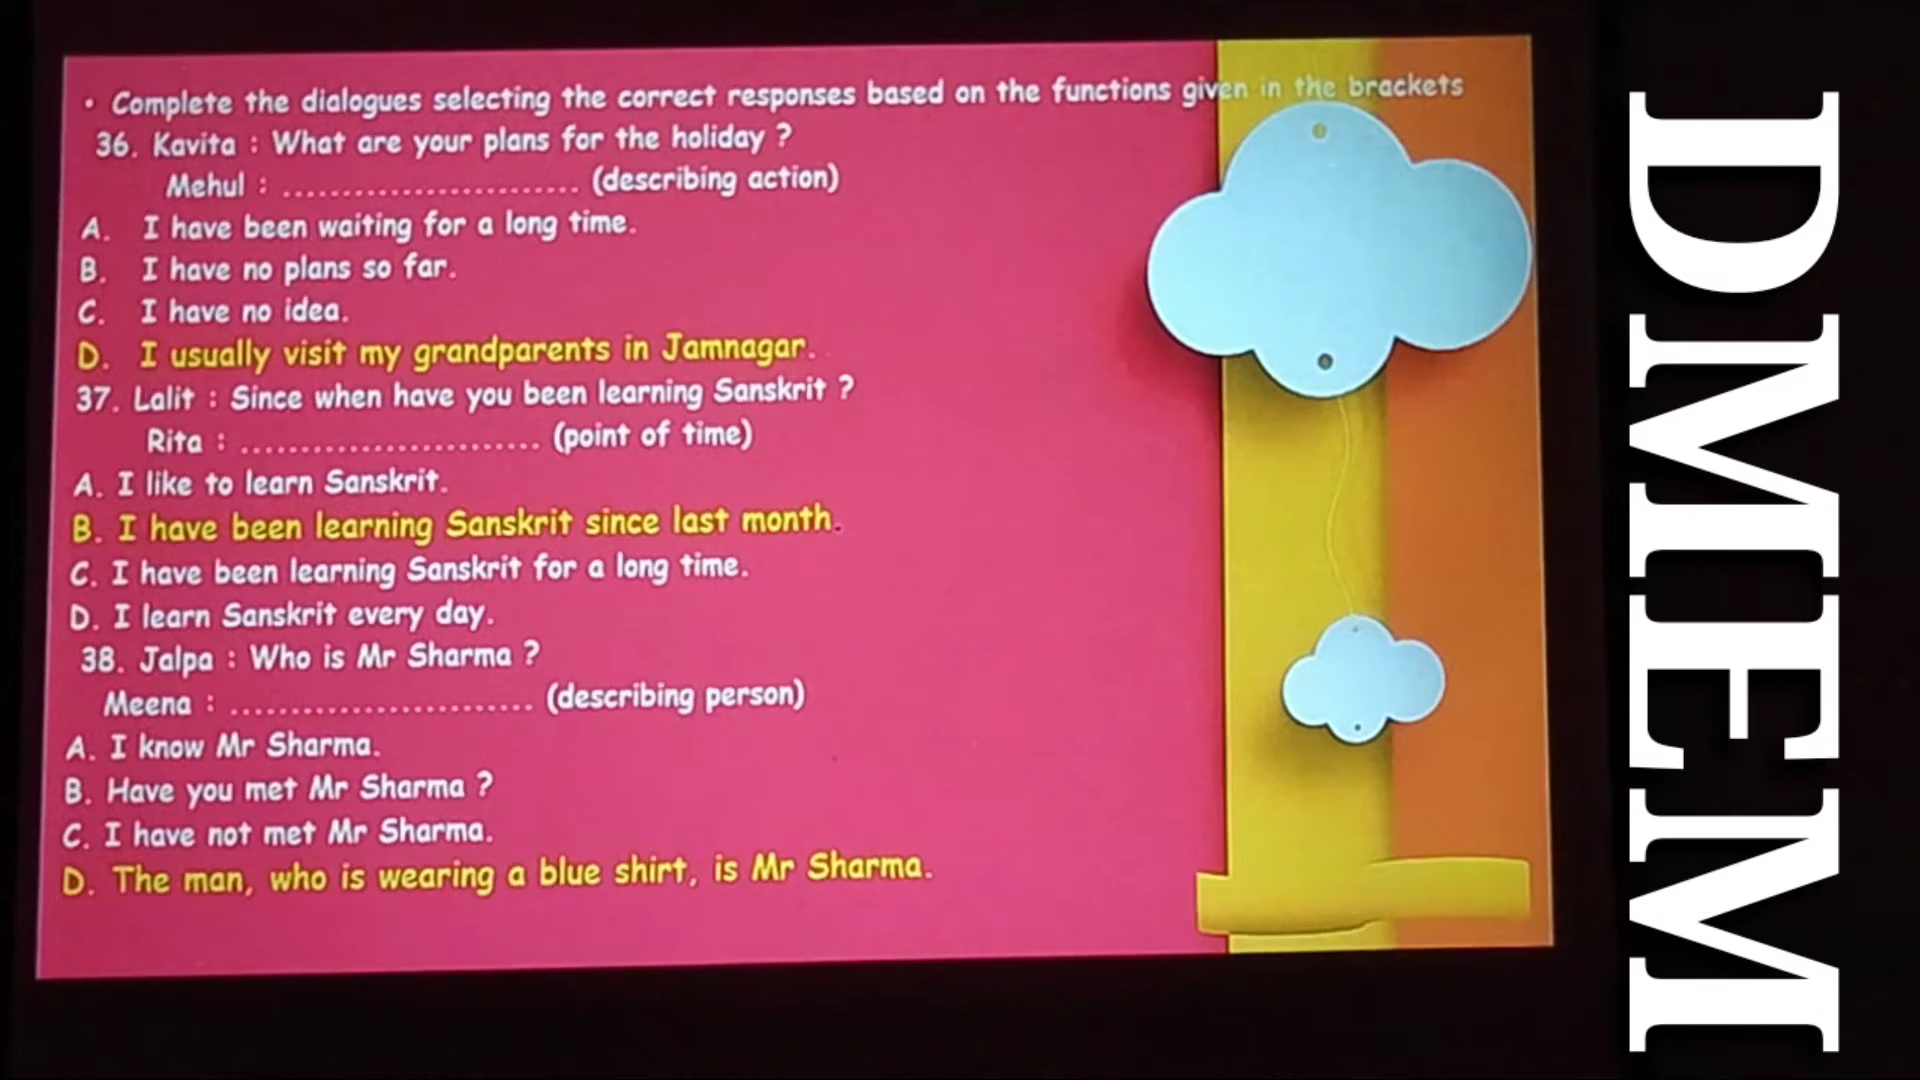 • Complete the dialogues selecting the correct responses based on the functions given in the brackets
36. Kavita : What are your plans for the holiday ?
Mehul : ......................... (describing action)
A. I have been waiting for a long time.
B. I have no plans so far.
C. I have no idea.
D. I usually visit my grandparents in Jamnagar.
37. Lalit : Since when have you been learning Sanskrit ?
Rita : ......................... (point of time)
A. I like to learn Sanskrit.
B. I have been learning Sanskrit since last month.
C. I have been learning Sanskrit for a long time.
D. I learn Sanskrit every day.
38. Jalpa : Who is Mr Sharma ?
Meena : ......................... (describing person)
A. I know Mr Sharma.
B. Have you met Mr Sharma ?
C. I have not met Mr Sharma.
D. The man, who is wearing a blue shirt, is Mr Sharma.
DMIEM